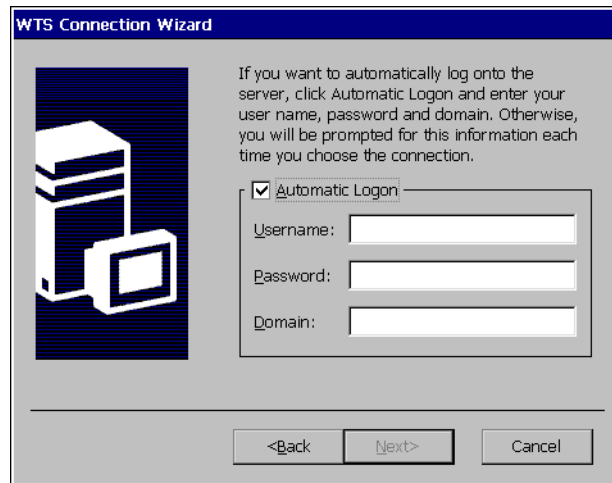 WTS Connection Wizard
If you want to automatically log onto the
server, click Automatic Logon and enter your
user name, password and domain. Otherwise,
you will be prompted for this information each
time you choose the connection.
Automatic Logon
Username:
Password:
Domain:
<Back Next> Cancel